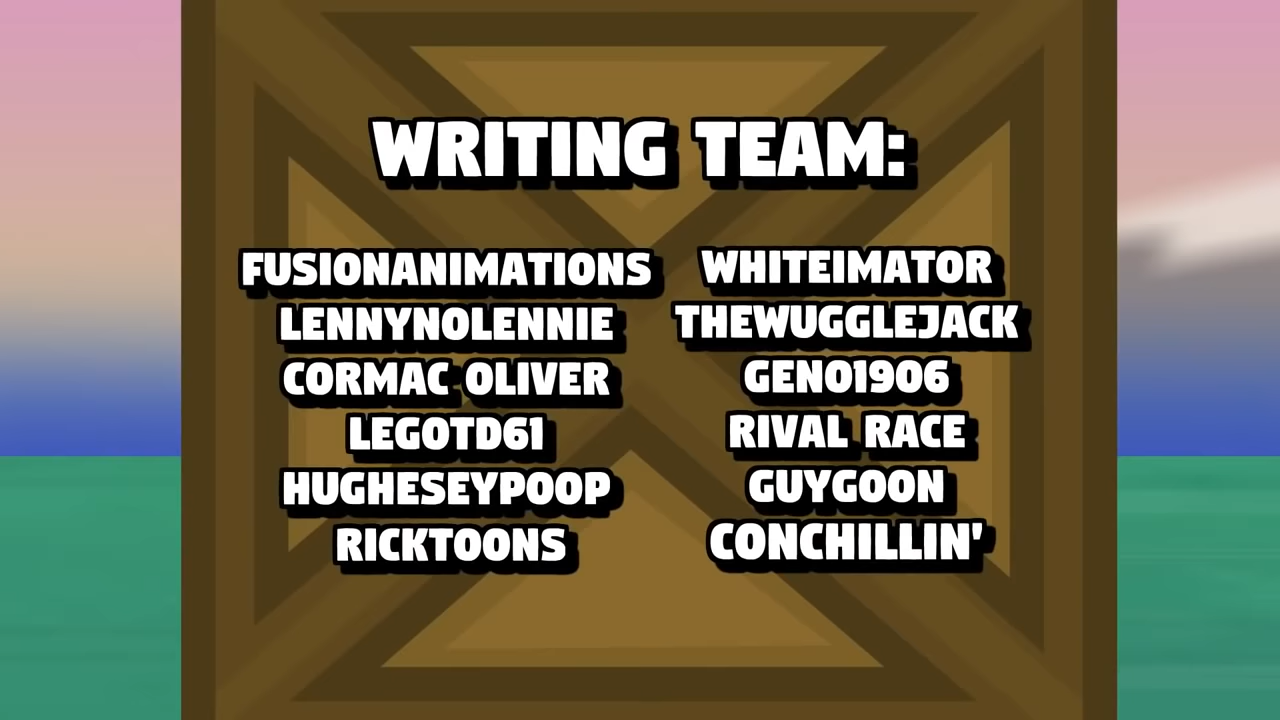 WRITING TEAM:
FUSIONANIMATIONS
LENNYNOLENNIE
CORMAC OLIVER
LEGOTD61
HUGHESEYPOOP
RICKTOONS
WHITEIMATOR
THEWUGGLEJACK
GENO1906
RIVAL RACE
GUYGOON
CONCHILLIN'